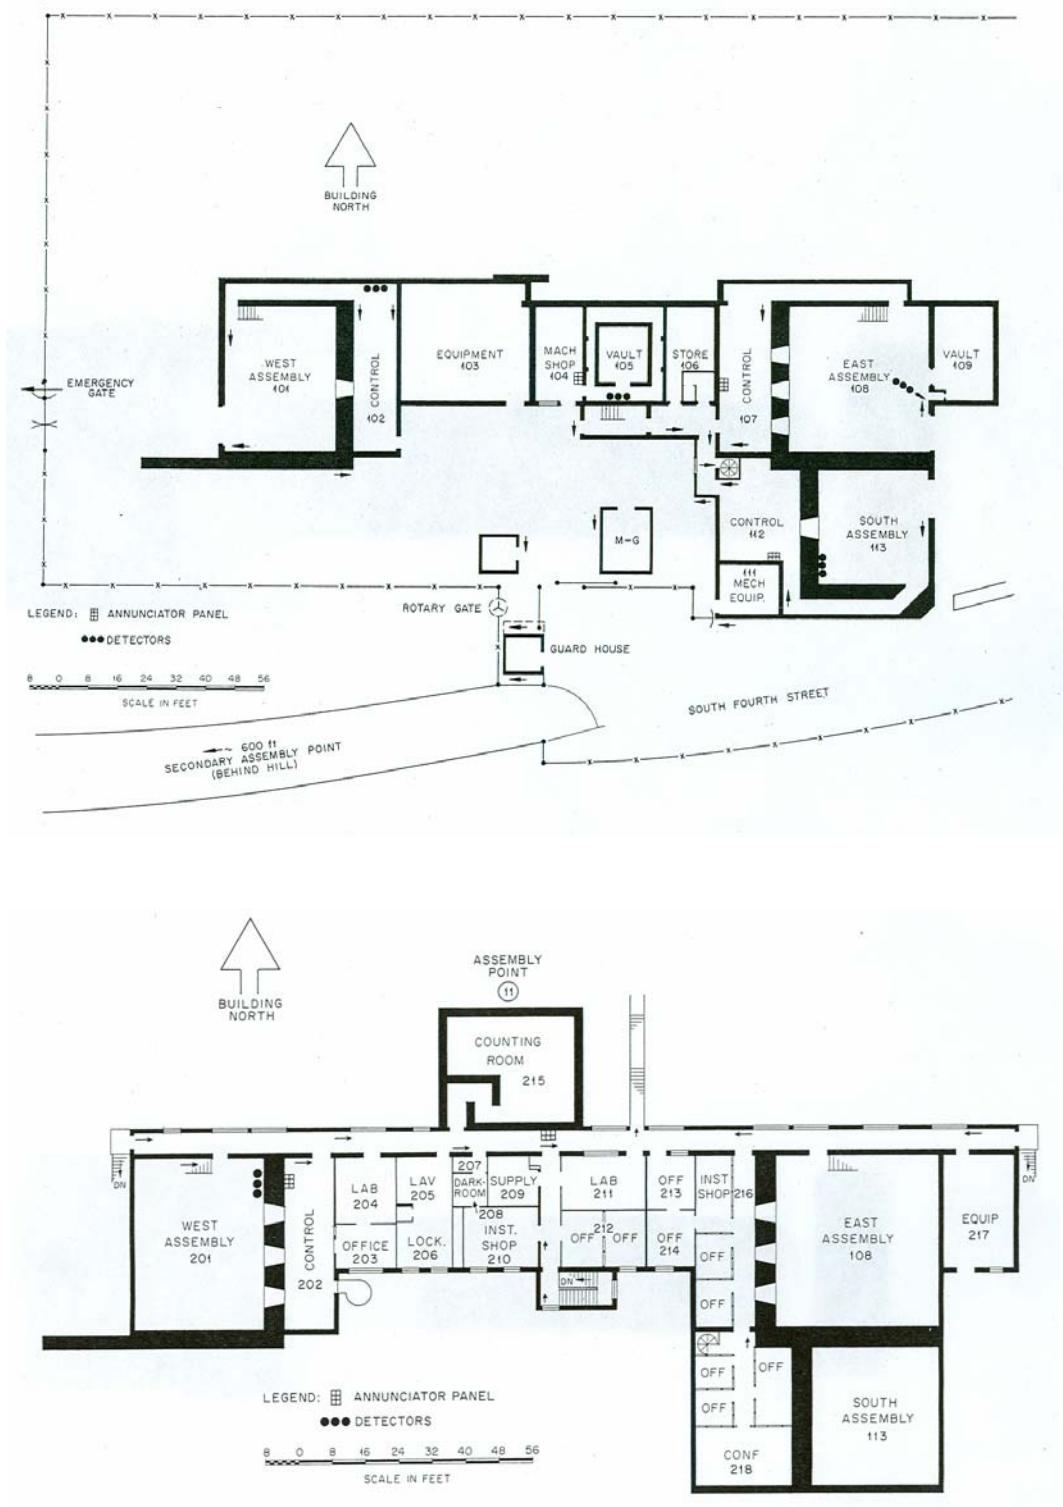 BUILDING
NORTH
EMERGENCY
GATE
WEST
ASSEMBLY
101
CONTROL
102
EQUIPMENT
103
MACH
SHOP
104
VAULT
105
STORE
106
CONTROL
107
EAST
ASSEMBLY
108
VAULT
109
CONTROL
112
SOUTH
ASSEMBLY
113
M-G
111
MECH
EQUIP.
LEGEND: ANNUNCIATOR PANEL
DETECTORS
ROTARY GATE
GUARD HOUSE
8 0 8 16 24 32 40 48 56
SCALE IN FEET
SOUTH FOURTH STREET
~ 600 ft
SECONDARY ASSEMBLY POINT
(BEHIND HILL)
BUILDING
NORTH
ASSEMBLY
POINT
11
COUNTING
ROOM
215
DN
WEST
ASSEMBLY
201
CONTROL
202
LAB
204
OFFICE
203
LAV
205
LOCK.
206
207
DARK-
ROOM
208
SUPPLY
209
INST.
SHOP
210
LAB
211
212
OFF OFF
OFF
213
OFF
214
INST
SHOP
216
OFF
OFF
EAST
ASSEMBLY
108
EQUIP
217
DN
DN
OFF
OFF
OFF
CONF
218
SOUTH
ASSEMBLY
113
LEGEND: ANNUNCIATOR PANEL
DETECTORS
8 0 8 16 24 32 40 48 56
SCALE IN FEET